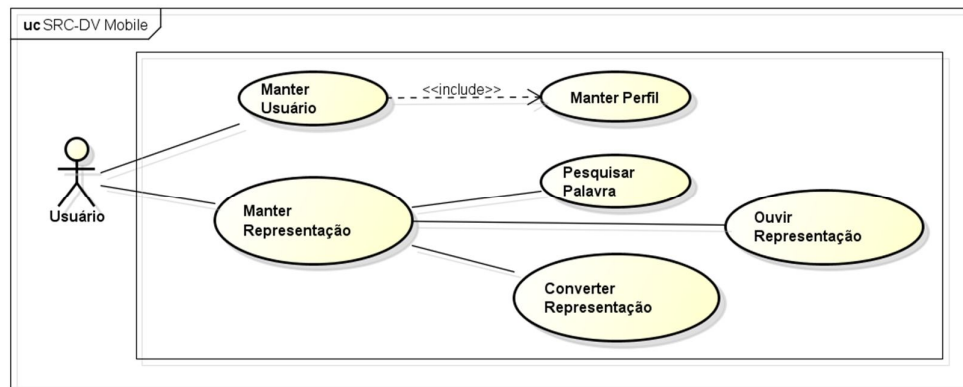 uc SRC-DV Mobile
Manter
Usuário
<<include>>
Manter Perfil
Usuário
Manter
Representação
Pesquisar
Palavra
Ouvir
Representação
Converter
Representação